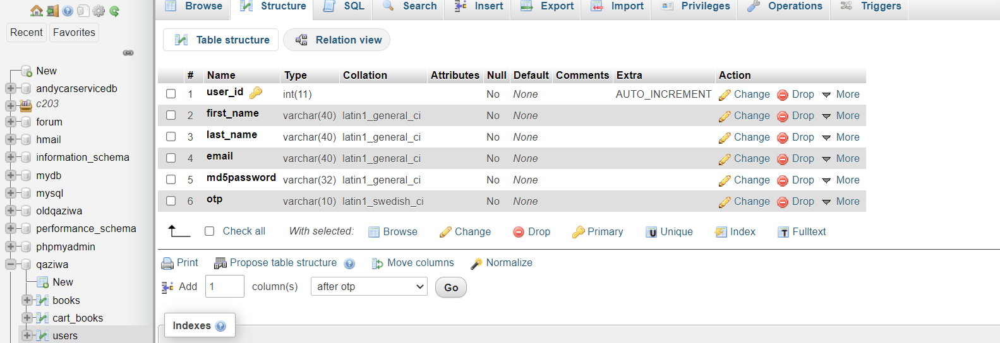 Recent Favorites
New
andycarservicedb
c203
forum
hmail
information_schema
mydb
mysql
oldqaziwa
performance_schema
phpmyadmin
qaziwa
New
books
cart_books
users
Browse Structure SQL Search Insert Export Import Privileges Operations Triggers
Table structure Relation view
# Name Type Collation Attributes Null Default Comments Extra Action
1 user_id int(11) No None AUTO_INCREMENT Change Drop More
2 first_name varchar(40) latin1_general_ci No None Change Drop More
3 last_name varchar(40) latin1_general_ci No None Change Drop More
4 email varchar(40) latin1_general_ci No None Change Drop More
5 md5password varchar(32) latin1_general_ci No None Change Drop More
6 otp varchar(10) latin1_swedish_ci No None Change Drop More
Check all With selected: Browse Change Drop Primary U Unique Index T Fulltext
Print Propose table structure Move columns Normalize
Add 1 column(s) after otp Go
Indexes